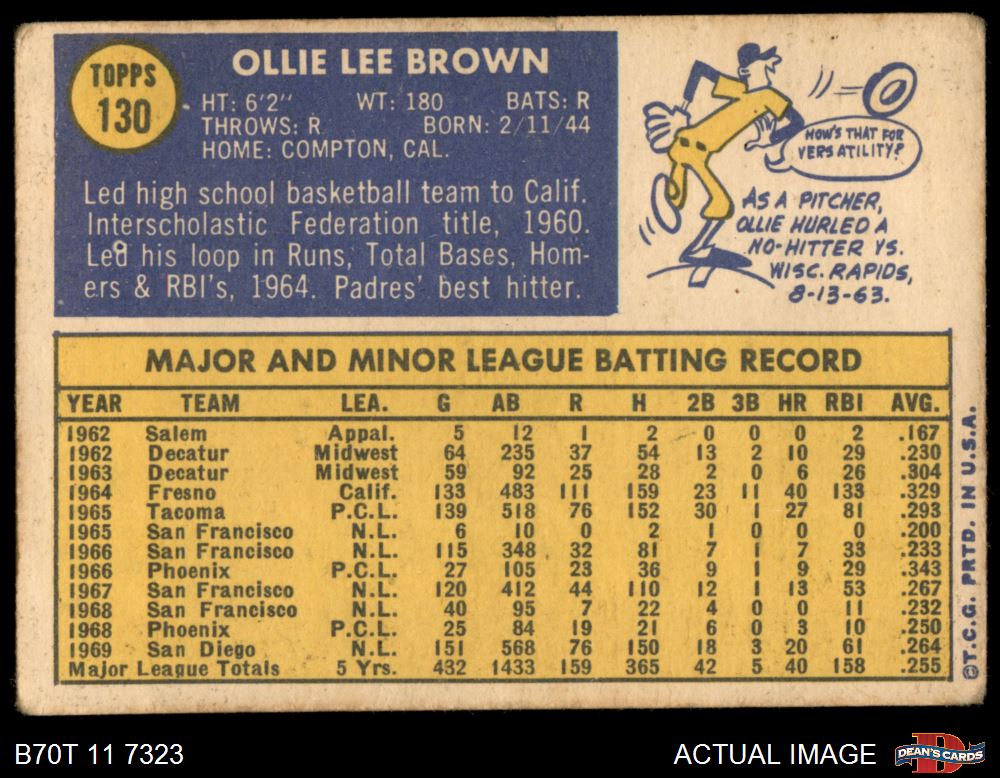 TOPPS
130
OLLIE LEE BROWN
HT: 6'2" WT: 180 BATS: R
THROWS: R BORN: 2/11/44
HOME: COMPTON, CAL.
Led high school basketball team to Calif.
Interscholastic Federation title, 1960.
Led his loop in Runs, Total Bases, Hom-
ers & RBI's, 1964. Padres' best hitter.
HOW'S THAT FOR
VERSATILITY?
AS A PITCHER,
OLLIE HURLED A
NO-HITTER VS.
WISC. RAPIDS,
8-13-63.
MAJOR AND MINOR LEAGUE BATTING RECORD
YEAR TEAM LEA. G AB R H 2B 3B HR RBI AVG.
1962 Salem Appal. 5 12 1 2 0 0 0 2 .167
1962 Decatur Midwest 64 235 37 54 13 2 10 29 .230
1963 Decatur Midwest 59 92 25 28 2 0 6 26 .304
1964 Fresno Calif. 133 483 111 159 23 11 40 133 .329
1965 Tacoma P.C.L. 139 518 76 152 30 1 27 81 .293
1965 San Francisco N.L. 6 10 0 2 1 0 0 0 .200
1966 San Francisco N.L. 115 348 32 81 7 1 7 33 .233
1966 Phoenix P.C.L. 27 105 23 36 9 1 9 29 .343
1967 San Francisco N.L. 120 412 44 110 12 1 13 53 .267
1968 San Francisco N.L. 40 95 7 22 4 0 0 11 .232
1968 Phoenix P.C.L. 25 84 19 21 6 0 3 10 .250
1969 San Diego N.L. 151 568 76 150 18 3 20 61 .264
Major League Totals 5 Yrs. 432 1433 159 365 42 5 40 158 .255
©T.C.G. PRTD. IN U.S.A.
B70T 11 7323
ACTUAL IMAGE
DEAN'S CARDS